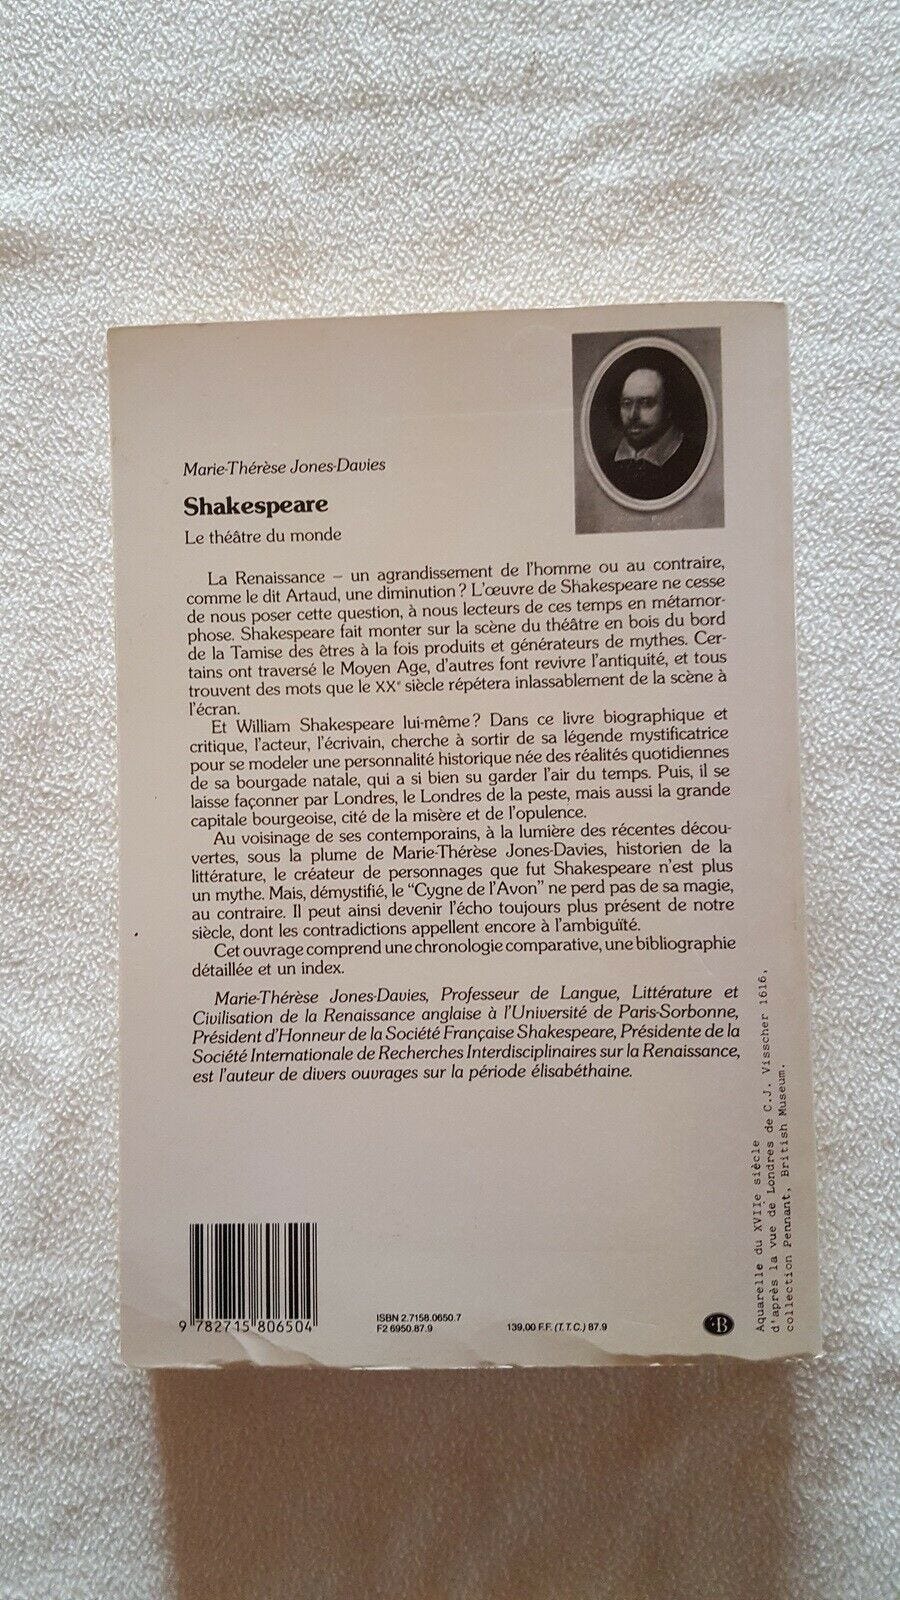 Marie-Thérèse Jones-Davies
Shakespeare
Le théâtre du monde
La Renaissance – un agrandissement de l'homme ou au contraire,
comme le dit Artaud, une diminution ? L'œuvre de Shakespeare ne cesse
de nous poser cette question, à nous lecteurs de ces temps en métamor-
phose. Shakespeare fait monter sur la scène du théâtre en bois du bord
de la Tamise des êtres à la fois produits et générateurs de mythes. Cer-
tains ont traversé le Moyen Age, d'autres font revivre l'antiquité, et tous
trouvent des mots que le XXe siècle répétera inlassablement de la scène à
l'écran.
Et William Shakespeare lui-même ? Dans ce livre biographique et
critique, l'acteur, l'écrivain, cherche à sortir de sa légende mystificatrice
pour se modeler une personnalité historique née des réalités quotidiennes
de sa bourgade natale, qui a si bien su garder l'air du temps. Puis, il se
laisse façonner par Londres, le Londres de la peste, mais aussi la grande
capitale bourgeoise, cité de la misère et de l'opulence.
Au voisinage de ses contemporains, à la lumière des récentes décou-
vertes, sous la plume de Marie-Thérèse Jones-Davies, historien de la
littérature, le créateur de personnages que fut Shakespeare n'est plus
un mythe. Mais, démystifié, le "Cygne de l'Avon" ne perd pas de sa magie,
au contraire. Il peut ainsi devenir l'écho toujours plus présent de notre
siècle, dont les contradictions appellent encore à l'ambiguïté.
Cet ouvrage comprend une chronologie comparative, une bibliographie
détaillée et un index.
Marie-Thérèse Jones-Davies, Professeur de Langue, Littérature et
Civilisation de la Renaissance anglaise à l'Université de Paris-Sorbonne,
Président d'Honneur de la Société Française Shakespeare, Présidente de la
Société Internationale de Recherches Interdisciplinaires sur la Renaissance,
est l'auteur de divers ouvrages sur la période élisabéthaine.
Aquarelle du XVIIe siècle
d'après la vue de Londres de C.J. Visscher 1616,
collection Pennant, British Museum.
9 782715 806504
ISBN 2.7158.0650.7
F2 6950.87.9
139,00 F.F. (T.T.C.) 87.9
B